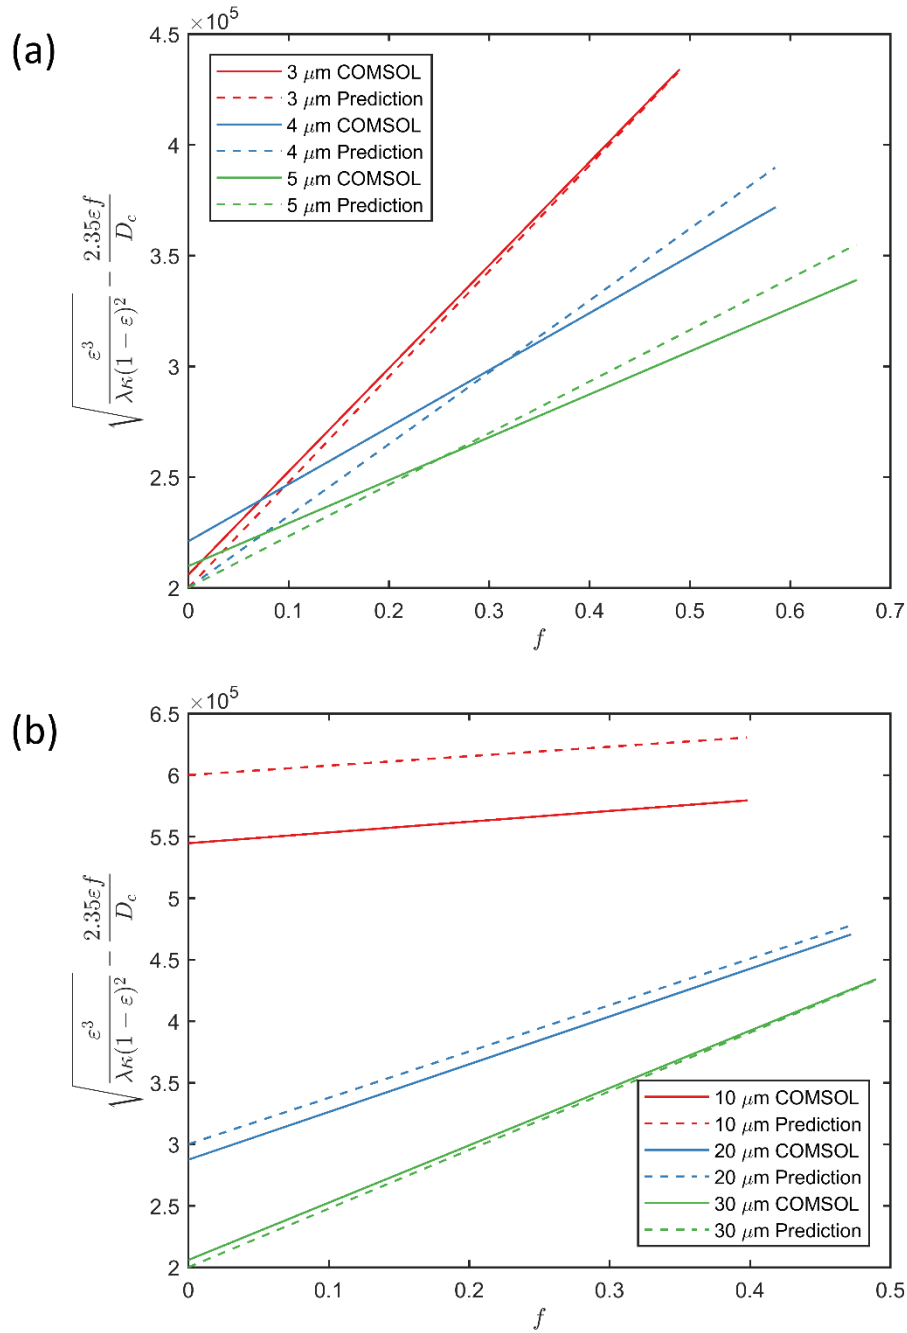 (a)
×10⁵
4.5
4
3.5
3
2.5
2
0 0.1 0.2 0.3 0.4 0.5 0.6 0.7
f
√(ε³/(λκ(1 − ε)²)) − 2.35εf/D_c
3 μm COMSOL
3 μm Prediction
4 μm COMSOL
4 μm Prediction
5 μm COMSOL
5 μm Prediction
(b)
×10⁵
6.5
6
5.5
5
4.5
4
3.5
3
2.5
2
0 0.1 0.2 0.3 0.4 0.5
f
√(ε³/(λκ(1 − ε)²)) − 2.35εf/D_c
10 μm COMSOL
10 μm Prediction
20 μm COMSOL
20 μm Prediction
30 μm COMSOL
30 μm Prediction